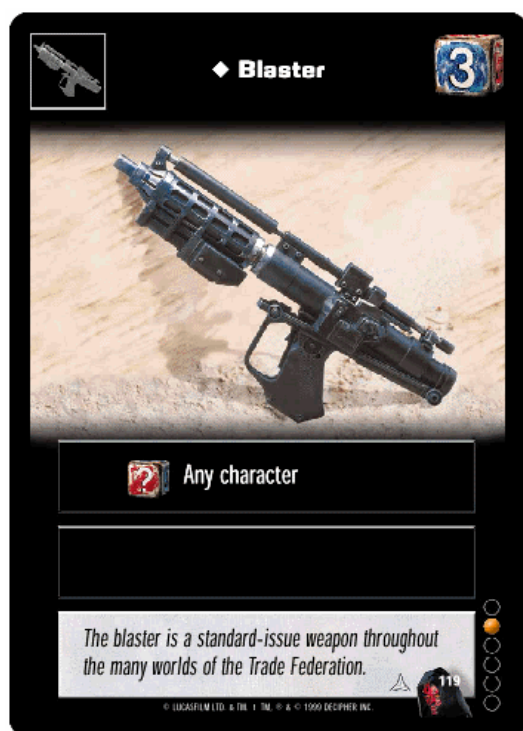 ◆ Blaster
3
? Any character
The blaster is a standard-issue weapon throughout
the many worlds of the Trade Federation.
119
© LUCASFILM LTD. & TM. † TM, ® & © 1999 DECIPHER INC.